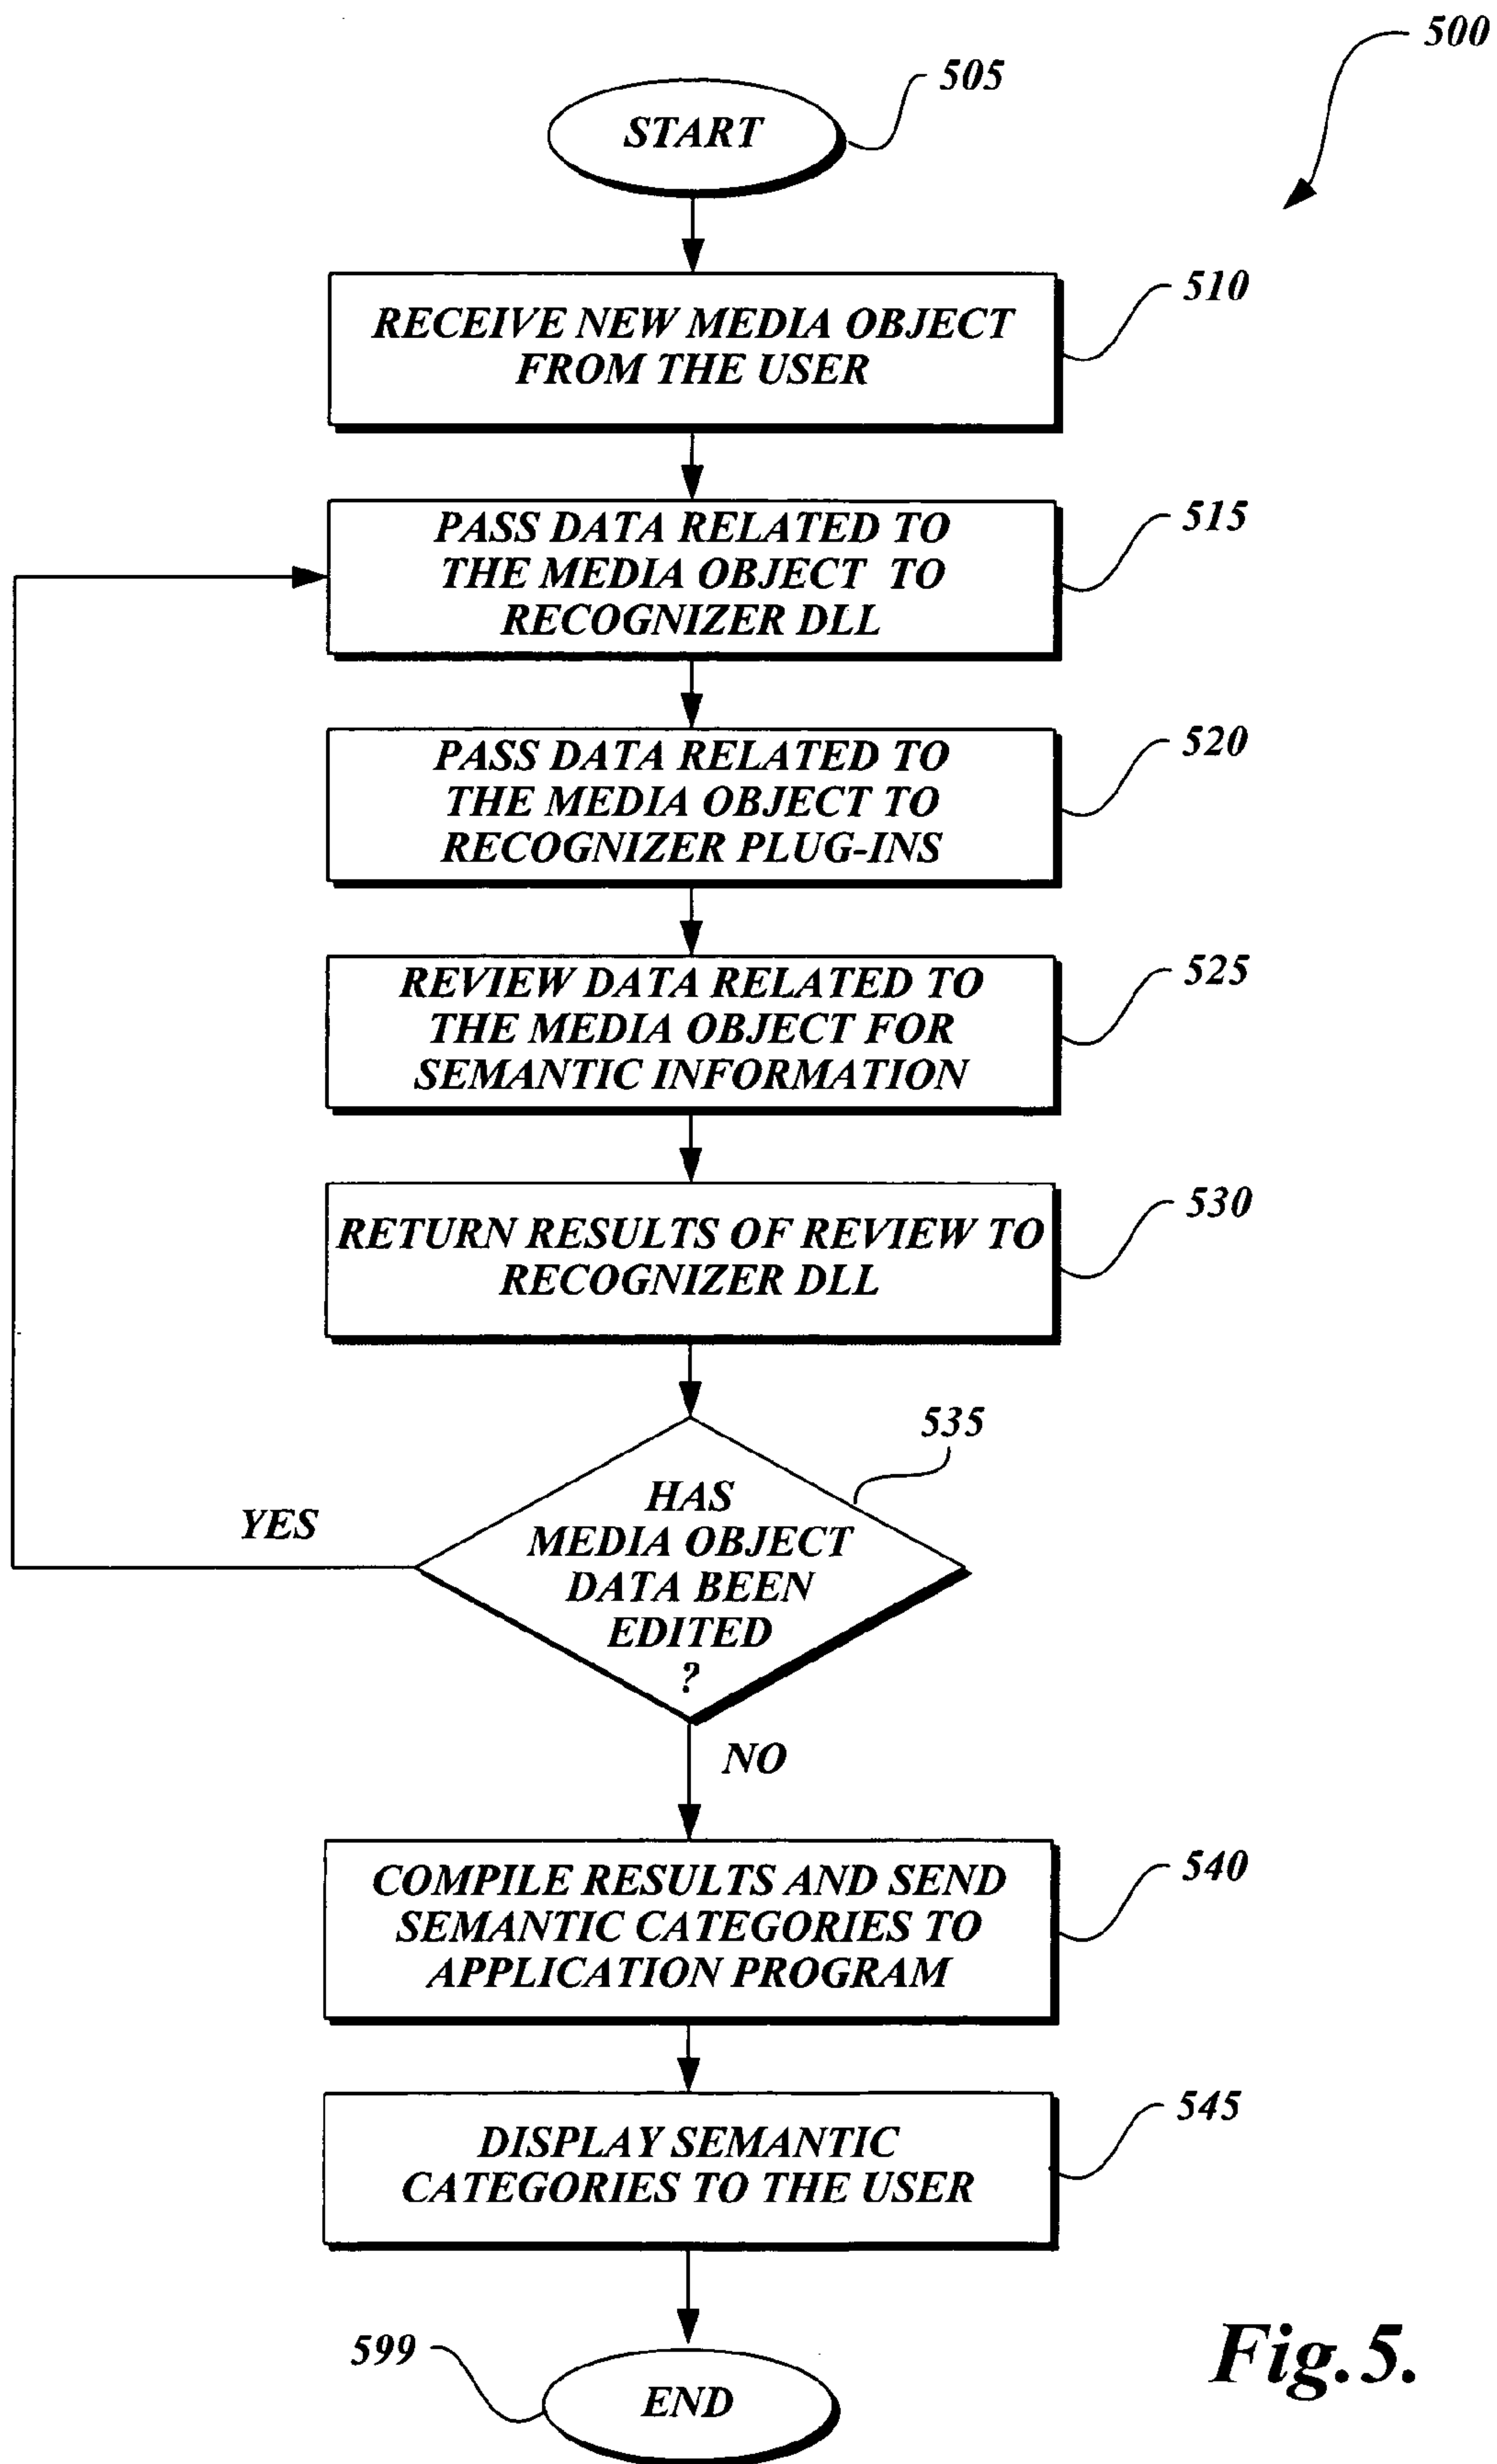 500
505
START
510
RECEIVE NEW MEDIA OBJECT
FROM THE USER
515
PASS DATA RELATED TO
THE MEDIA OBJECT TO
RECOGNIZER DLL
520
PASS DATA RELATED TO
THE MEDIA OBJECT TO
RECOGNIZER PLUG-INS
525
REVIEW DATA RELATED TO
THE MEDIA OBJECT FOR
SEMANTIC INFORMATION
530
RETURN RESULTS OF REVIEW TO
RECOGNIZER DLL
535
HAS
MEDIA OBJECT
DATA BEEN
EDITED
?
YES
NO
540
COMPILE RESULTS AND SEND
SEMANTIC CATEGORIES TO
APPLICATION PROGRAM
545
DISPLAY SEMANTIC
CATEGORIES TO THE USER
599
END
Fig.5.